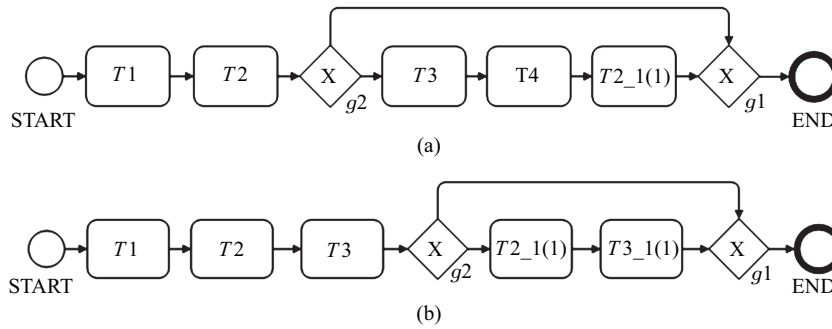 T1 T2 X T3 T4 T2_1(1) X
g2 g1
START END
(a)
T1 T2 T3 X T2_1(1) T3_1(1) X
g2 g1
START END
(b)